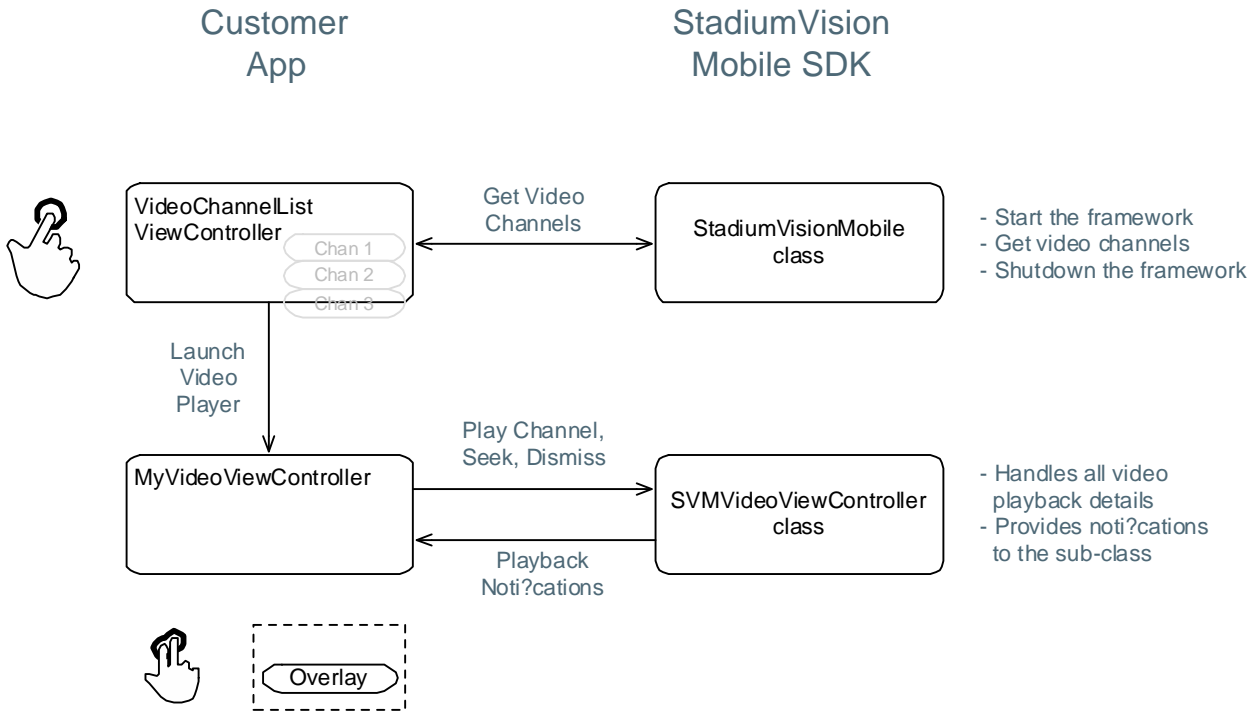 Customer
App
StadiumVision
Mobile SDK
VideoChannelList
ViewController
Chan 1
Chan 2
Chan 3
Get Video
Channels
StadiumVisionMobile
class
- Start the framework
- Get video channels
- Shutdown the framework
Launch
Video
Player
MyVideoViewController
Play Channel,
Seek, Dismiss
Playback
Noti?cations
SVMVideoViewController
class
- Handles all video
playback details
- Provides noti?cations
to the sub-class
Overlay